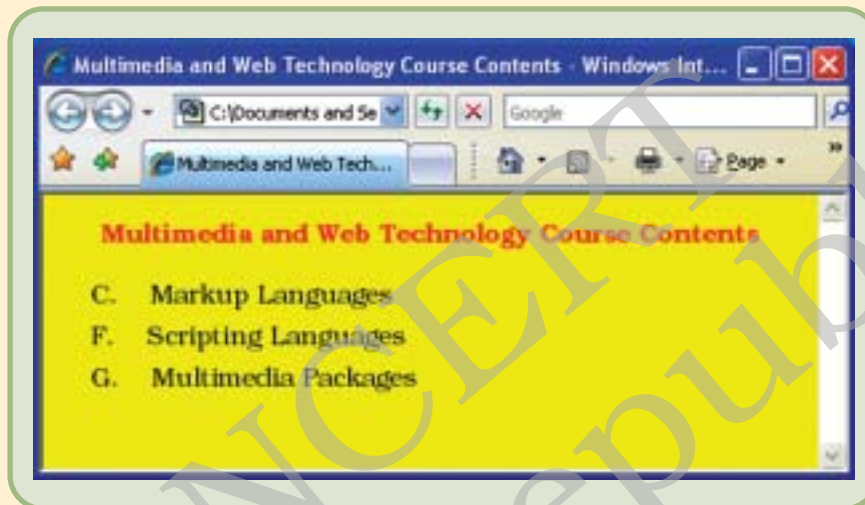 Multimedia and Web Technology Course Contents - Windows Int...
C:\Documents and Se
Google
Multimedia and Web Tech...
Page
Multimedia and Web Technology Course Contents
C. Markup Languages
F. Scripting Languages
G. Multimedia Packages
NCERT
republ